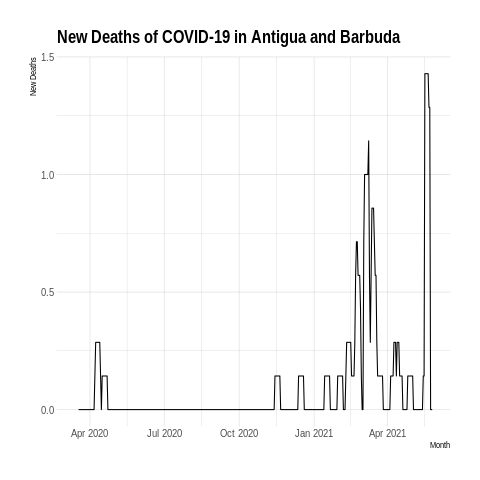 New Deaths of COVID-19 in Antigua and Barbuda
New Deaths
1.5
1.0
0.5
0.0
Apr 2020
Jul 2020
Oct 2020
Jan 2021
Apr 2021
Month